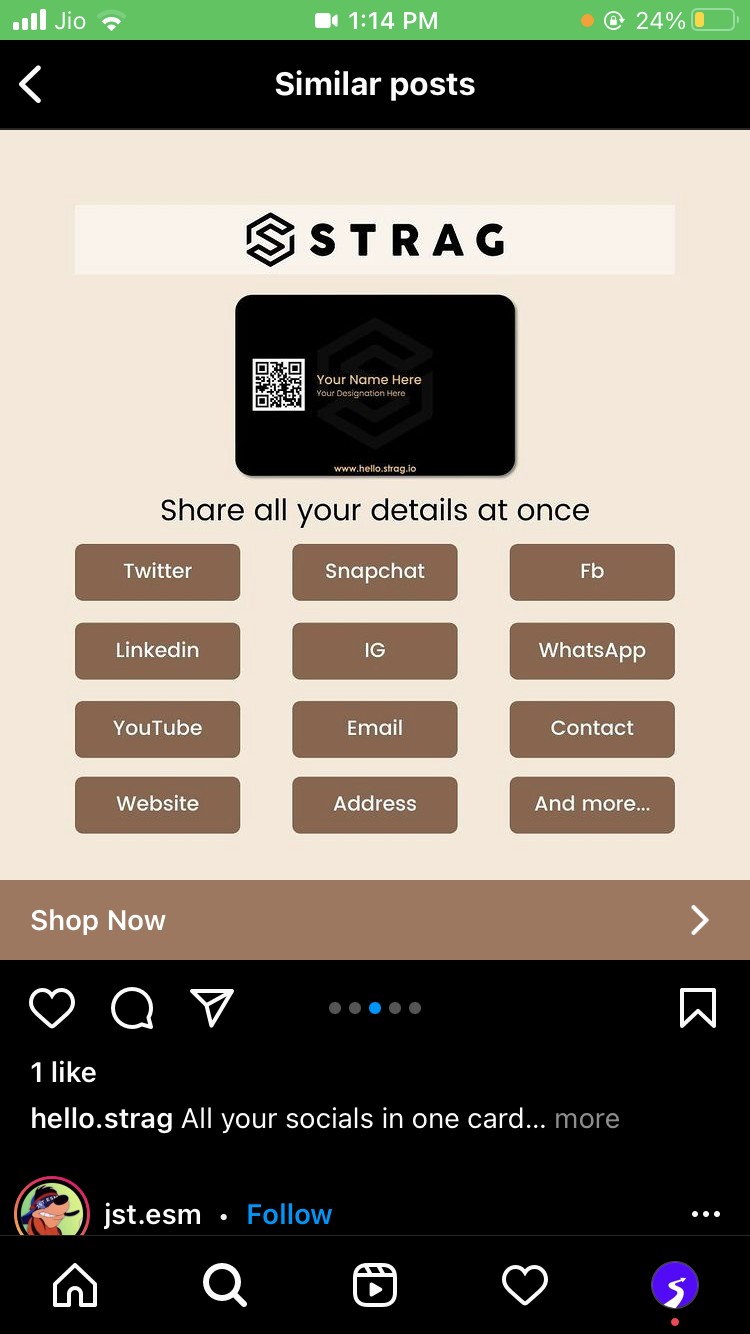 Jio 1:14 PM 24%
Similar posts
STRAG
Your Name Here
Your Designation Here
www.hello.strag.io
Share all your details at once
Twitter Snapchat Fb
Linkedin IG WhatsApp
YouTube Email Contact
Website Address And more...
Shop Now
1 like
hello.strag All your socials in one card... more
jst.esm • Follow